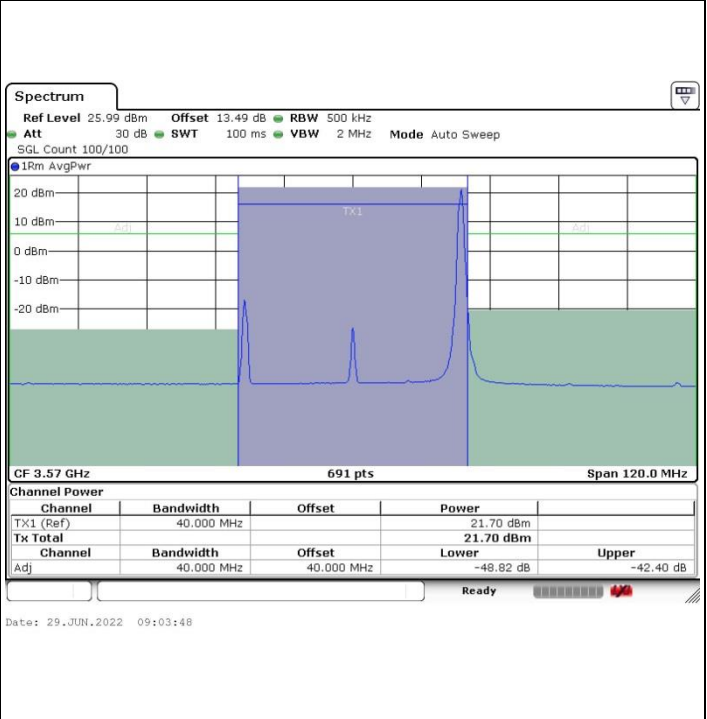 Spectrum
Ref Level 25.99 dBm Offset 13.49 dB RBW 500 kHz
Att 30 dB SWT 100 ms VBW 2 MHz Mode Auto Sweep
SGL Count 100/100
1Rm AvgPwr
20 dBm
TX1
10 dBm
Adj Adj
0 dBm
-10 dBm
-20 dBm
CF 3.57 GHz 691 pts Span 120.0 MHz
Channel Power
Channel Bandwidth Offset Power
TX1 (Ref) 40.000 MHz 21.70 dBm
Tx Total 21.70 dBm
Channel Bandwidth Offset Lower Upper
Adj 40.000 MHz 40.000 MHz -48.82 dB -42.40 dB
Ready
Date: 29.JUN.2022 09:03:48